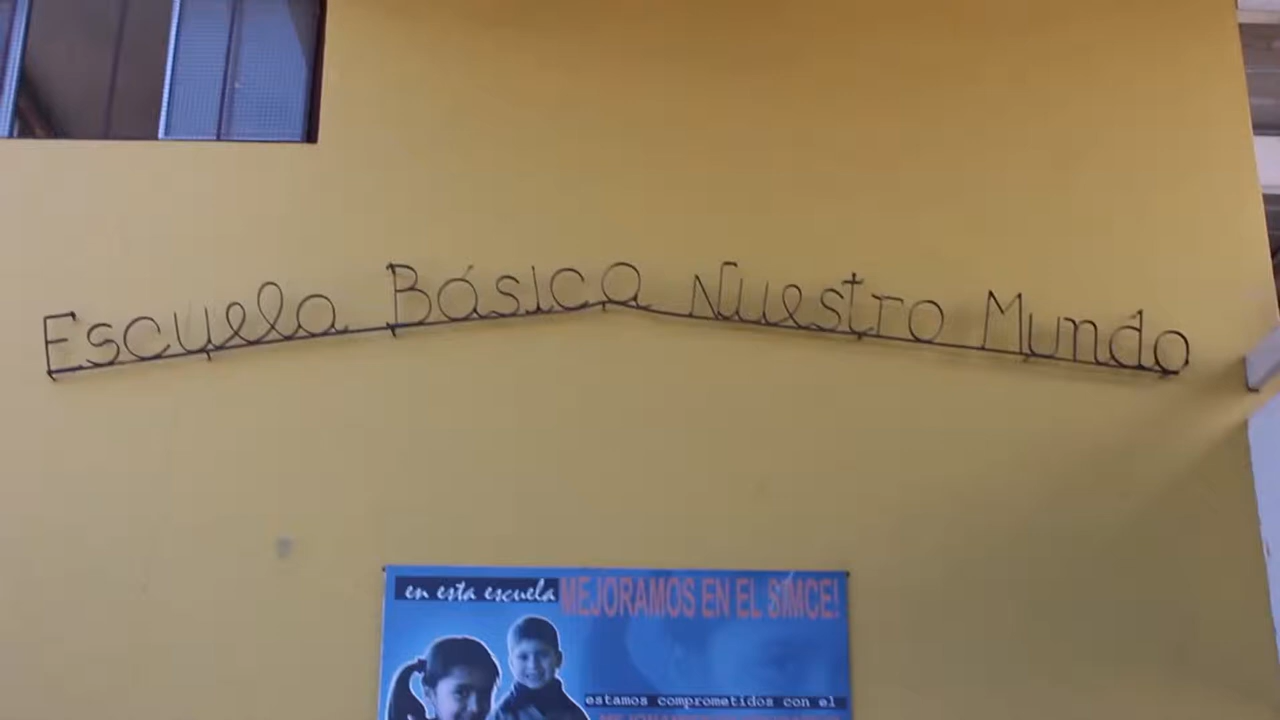 Escuela Básica Nuestro Mundo
en esta escuela MEJORAMOS EN EL SIMCE!
estamos comprometidos con el